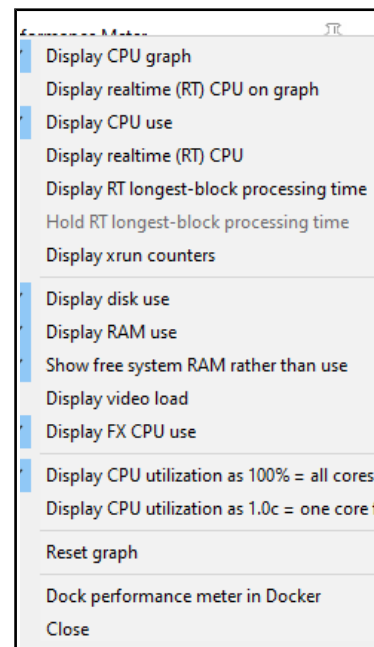 Display CPU graph
Display realtime (RT) CPU on graph
Display CPU use
Display realtime (RT) CPU
Display RT longest-block processing time
Hold RT longest-block processing time
Display xrun counters
Display disk use
Display RAM use
Show free system RAM rather than use
Display video load
Display FX CPU use
Display CPU utilization as 100% = all cores
Display CPU utilization as 1.0c = one core
Reset graph
Dock performance meter in Docker
Close